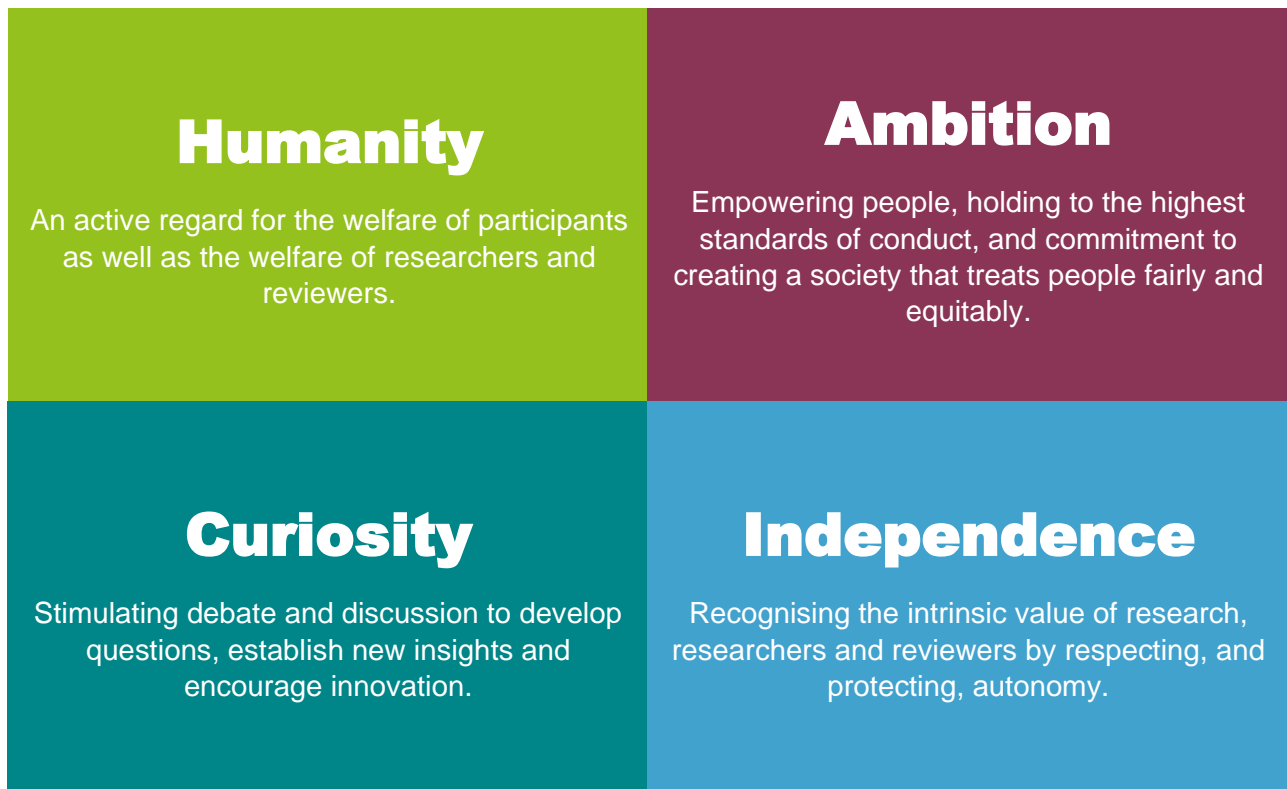 Humanity
An active regard for the welfare of participants
as well as the welfare of researchers and
reviewers.
Ambition
Empowering people, holding to the highest
standards of conduct, and commitment to
creating a society that treats people fairly and
equitably.
Curiosity
Stimulating debate and discussion to develop
questions, establish new insights and
encourage innovation.
Independence
Recognising the intrinsic value of research,
researchers and reviewers by respecting, and
protecting, autonomy.